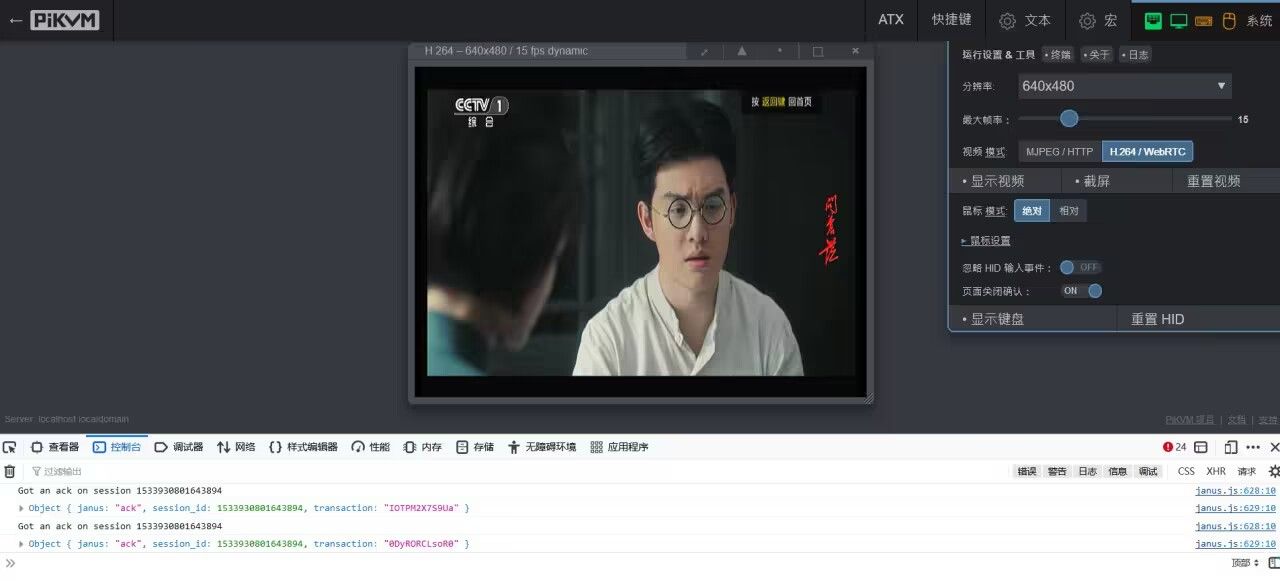 ← PiKVM
ATX 快捷键 文本 宏 系统
H.264 – 640x480 / 15 fps dynamic
CCTV 1
综合
按 返回键 回首页
问苍茫
运行设置 & 工具 • 终端 • 关于 • 日志
分辨率: 640x480
最大帧率： 15
视频 模式: MJPEG / HTTP H.264 / WebRTC
• 显示视频 • 截屏 重置视频
鼠标 模式: 绝对 相对
▸ 鼠标设置
忽略 HID 输入事件： OFF
页面关闭确认： ON
• 显示键盘 重置 HID
Server: localhost.localdomain
PiKVM 项目 | 文档 | 支持
查看器 控制台 调试器 网络 样式编辑器 性能 内存 存储 无障碍环境 应用程序 24
过滤输出 错误 警告 日志 信息 调试 CSS XHR 请求
Got an ack on session 1533930801643894 janus.js:628:10
Object { janus: "ack", session_id: 1533930801643894, transaction: "IOTPM2X7S9Ua" } janus.js:629:10
Got an ack on session 1533930801643894 janus.js:628:10
Object { janus: "ack", session_id: 1533930801643894, transaction: "0DyRORCLsoR0" } janus.js:629:10
顶部